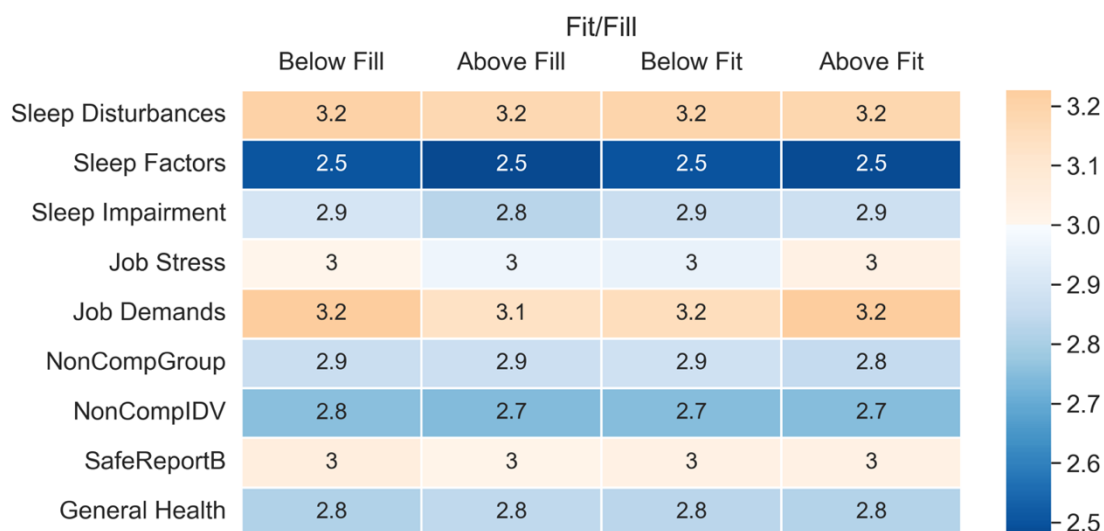 Fit/Fill
Below Fill Above Fill Below Fit Above Fit
Sleep Disturbances 3.2 3.2 3.2 3.2
Sleep Factors 2.5 2.5 2.5 2.5
Sleep Impairment 2.9 2.8 2.9 2.9
Job Stress 3 3 3 3
Job Demands 3.2 3.1 3.2 3.2
NonCompGroup 2.9 2.9 2.9 2.8
NonCompIDV 2.8 2.7 2.7 2.7
SafeReportB 3 3 3 3
General Health 2.8 2.8 2.8 2.8
3.2
3.1
3.0
2.9
2.8
2.7
2.6
2.5